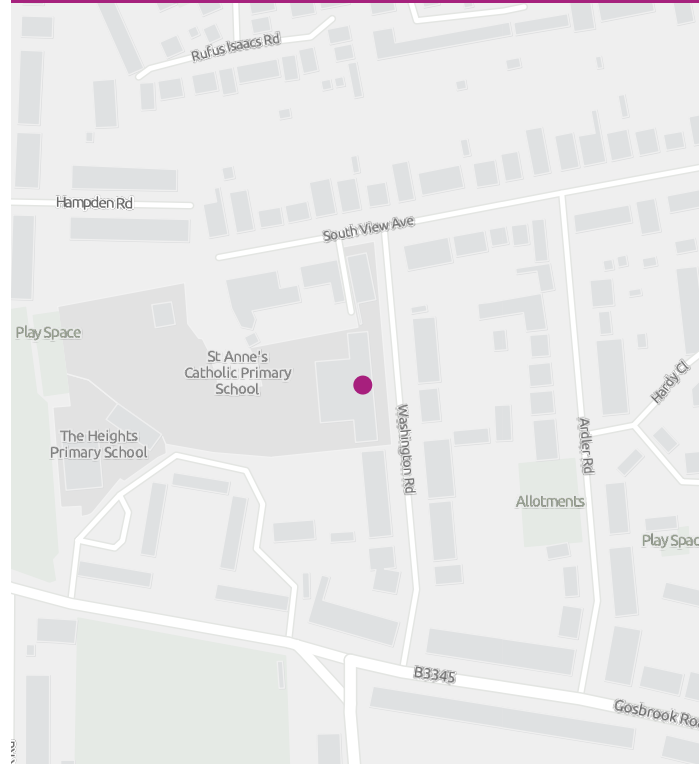 Rufus Isaacs Rd
Hampden Rd
South View Ave
Play Space
St Anne's
Catholic Primary
School
Hardy Cl
Washington Rd
Ardler Rd
The Heights
Primary School
Allotments
Play Spac
B3345
Gosbrook Ro